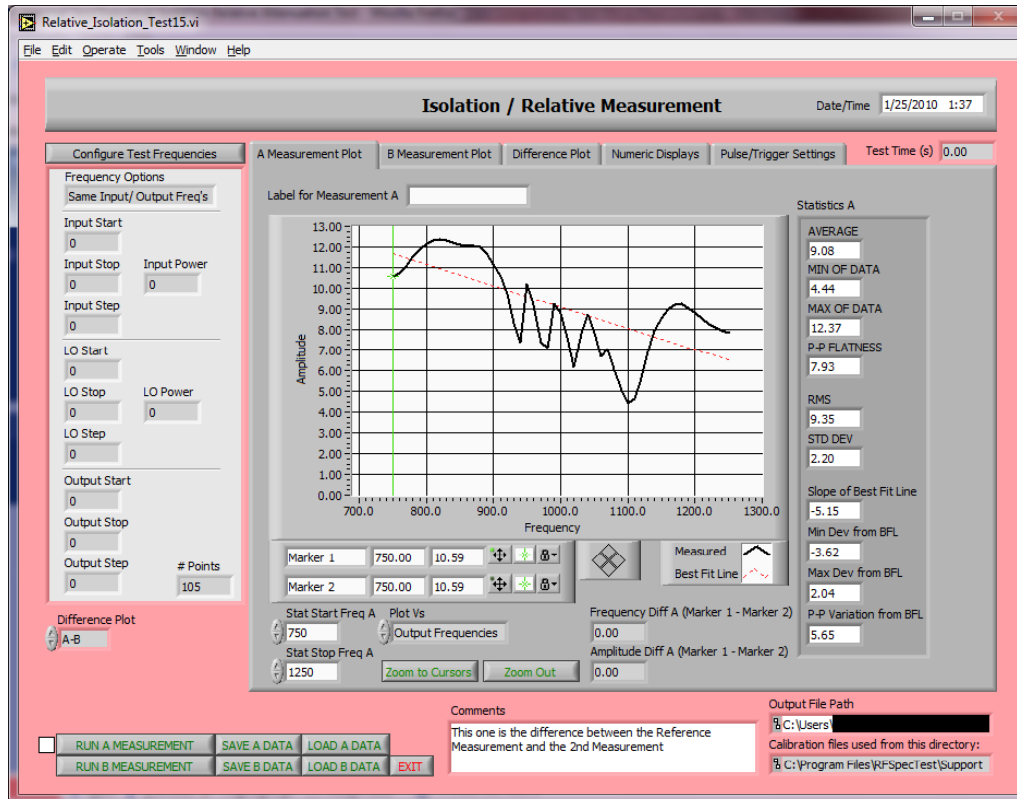 Relative_Isolation_Test15.vi
File Edit Operate Tools Window Help
Isolation / Relative Measurement
Date/Time 1/25/2010 1:37
Configure Test Frequencies
A Measurement Plot B Measurement Plot Difference Plot Numeric Displays Pulse/Trigger Settings
Test Time (s) 0.00
Frequency Options
Same Input/ Output Freq's
Input Start
0
Input Stop Input Power
0 0
Input Step
0
LO Start
0
LO Stop LO Power
0 0
LO Step
0
Output Start
0
Output Stop
0
Output Step # Points
0 105
Difference Plot
A-B
Label for Measurement A
Amplitude
13.00
12.00
11.00
10.00
9.00
8.00
7.00
6.00
5.00
4.00
3.00
2.00
1.00
0.00
700.0 800.0 900.0 1000.0 1100.0 1200.0 1300.0
Frequency
Marker 1 750.00 10.59
Marker 2 750.00 10.59
Measured
Best Fit Line
Stat Start Freq A Plot Vs
750 Output Frequencies
Stat Stop Freq A
1250 Zoom to Cursors Zoom Out
Frequency Diff A (Marker 1 - Marker 2)
0.00
Amplitude Diff A (Marker 1 - Marker 2)
0.00
Statistics A
AVERAGE
9.08
MIN OF DATA
4.44
MAX OF DATA
12.37
P-P FLATNESS
7.93
RMS
9.35
STD DEV
2.20
Slope of Best Fit Line
-5.15
Min Dev from BFL
-3.62
Max Dev from BFL
2.04
P-P Variation from BFL
5.65
RUN A MEASUREMENT SAVE A DATA LOAD A DATA
RUN B MEASUREMENT SAVE B DATA LOAD B DATA EXIT
Comments
This one is the difference between the Reference
Measurement and the 2nd Measurement
Output File Path
C:\Users\
Calibration files used from this directory:
C:\Program Files\RFSpecTest\Support